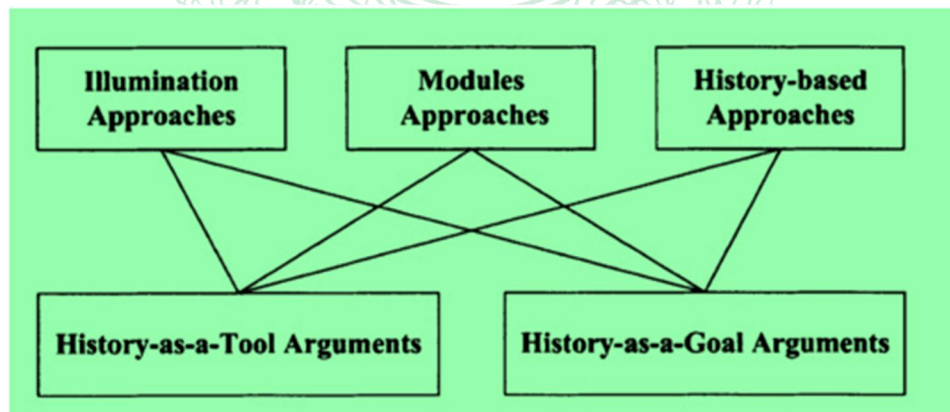 Illumination
Approaches
Modules
Approaches
History-based
Approaches
History-as-a-Tool Arguments
History-as-a-Goal Arguments